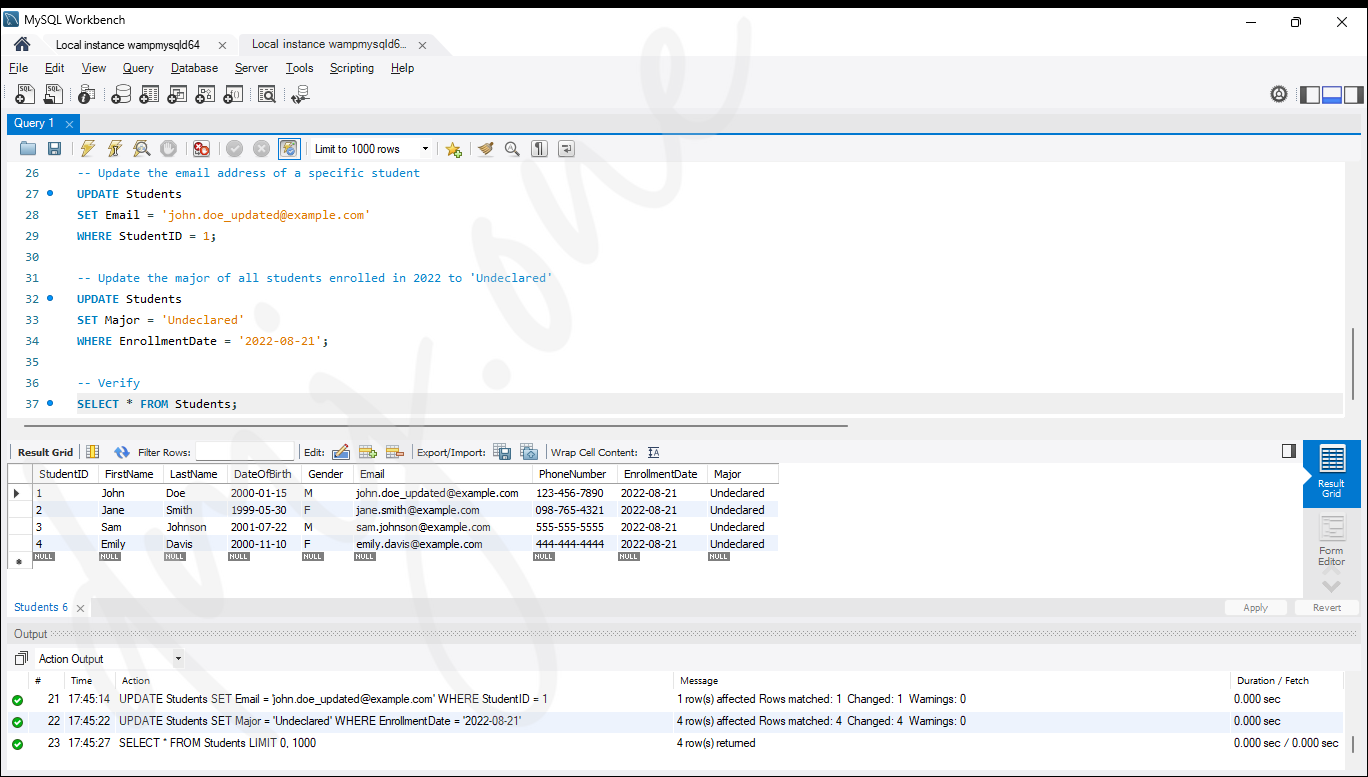 MySQL Workbench
Local instance wampmysqld64 Local instance wampmysqld6...
File Edit View Query Database Server Tools Scripting Help
Query 1
Limit to 1000 rows
26 -- Update the email address of a specific student
27 UPDATE Students
28 SET Email = 'john.doe_updated@example.com'
29 WHERE StudentID = 1;
30
31 -- Update the major of all students enrolled in 2022 to 'Undeclared'
32 UPDATE Students
33 SET Major = 'Undeclared'
34 WHERE EnrollmentDate = '2022-08-21';
35
36 -- Verify
37 SELECT * FROM Students;
Result Grid Filter Rows: Edit: Export/Import: Wrap Cell Content:
StudentID FirstName LastName DateOfBirth Gender Email PhoneNumber EnrollmentDate Major
1 John Doe 2000-01-15 M john.doe_updated@example.com 123-456-7890 2022-08-21 Undeclared
2 Jane Smith 1999-05-30 F jane.smith@example.com 098-765-4321 2022-08-21 Undeclared
3 Sam Johnson 2001-07-22 M sam.johnson@example.com 555-555-5555 2022-08-21 Undeclared
4 Emily Davis 2000-11-10 F emily.davis@example.com 444-444-4444 2022-08-21 Undeclared
NULL NULL NULL NULL NULL NULL NULL NULL NULL
Result
Grid
Form
Editor
Students 6
Apply Revert
Output
Action Output
# Time Action Message Duration / Fetch
21 17:45:14 UPDATE Students SET Email = 'john.doe_updated@example.com' WHERE StudentID = 1 1 row(s) affected Rows matched: 1 Changed: 1 Warnings: 0 0.000 sec
22 17:45:22 UPDATE Students SET Major = 'Undeclared' WHERE EnrollmentDate = '2022-08-21' 4 row(s) affected Rows matched: 4 Changed: 4 Warnings: 0 0.000 sec
23 17:45:27 SELECT * FROM Students LIMIT 0, 1000 4 row(s) returned 0.000 sec / 0.000 sec